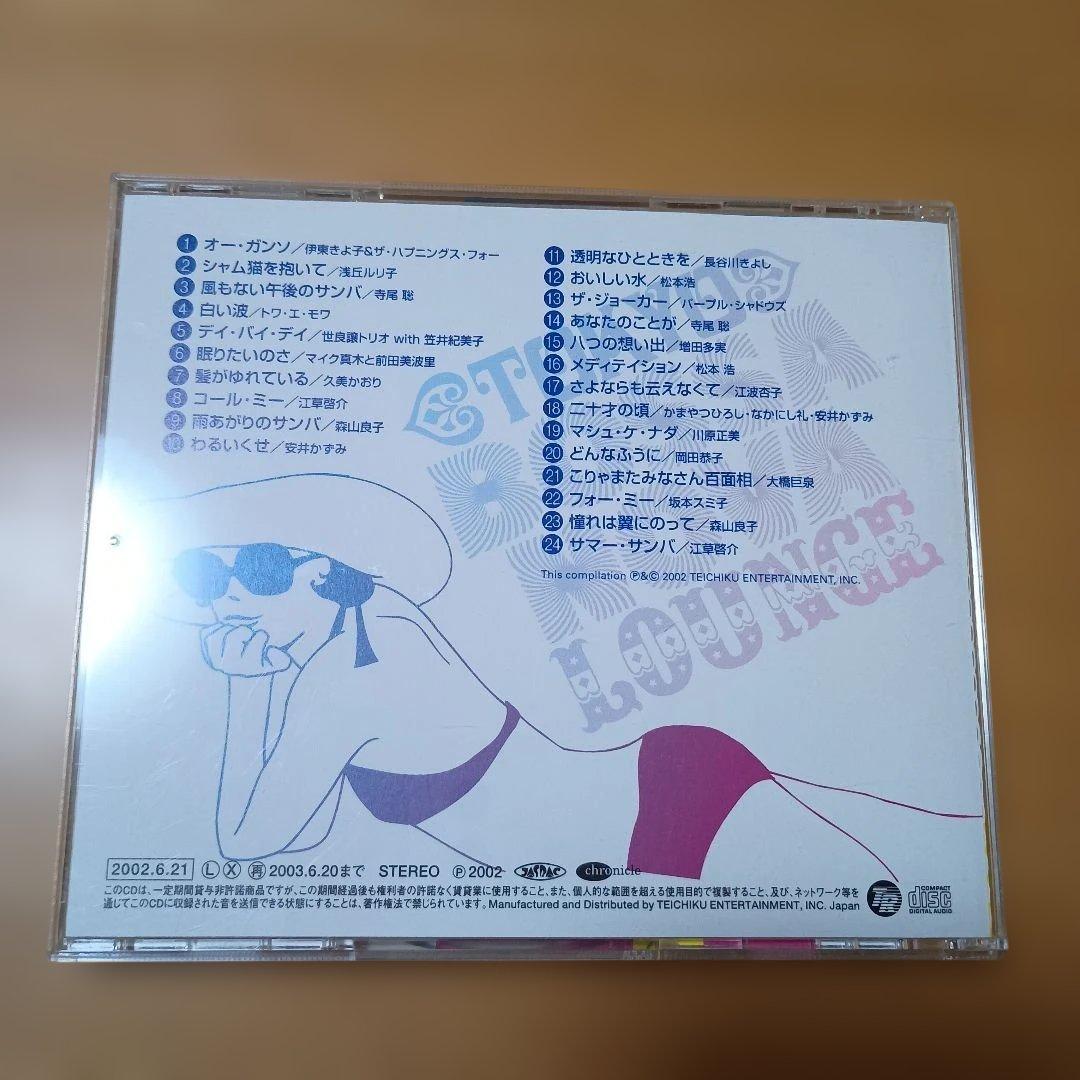 1 オー・ガンソ/伊東きよ子&ザ・ハプニングス・フォー
2 シャム猫を抱いて/浅丘ルリ子
3 風もない午後のサンバ/寺尾 聡
4 白い波/トワ・エ・モワ
5 デイ・バイ・デイ/世良譲トリオ with 笠井紀美子
6 眠りたいのさ/マイク真木と前田美波里
7 髪がゆれている/久美かおり
8 コール・ミー/江草啓介
9 雨あがりのサンバ/森山良子
10 わるいくせ/安井かずみ
11 透明なひとときを/長谷川きよし
12 おいしい水/松本浩
13 ザ・ジョーカー/パープル・シャドウズ
14 あなたのことが/寺尾 聡
15 八つの想い出/増田多実
16 メディテイション/松本 浩
17 さよならも云えなくて/江波杏子
18 二十才の頃/かまやつひろし・なかにし礼・安井かずみ
19 マシュ・ケ・ナダ/川原正美
20 どんなふうに/岡田恭子
21 こりゃまたみなさん百面相/大橋巨泉
22 フォー・ミー/坂本スミ子
23 憧れは翼にのって/森山良子
24 サマー・サンバ/江草啓介
This compilation Ⓟ&© 2002 TEICHIKU ENTERTAINMENT, INC.
TOKYO
BOSSA
NOVA
LOUNGE
2002.6.21 Ⓛ Ⓧ ㊢2003.6.20まで STEREO Ⓟ2002 JASRAC chronicle
このCDは、一定期間貸与非許諾商品ですが、この期間経過後も権利者の許諾なく賃貸業に使用すること、また、個人的な範囲を超える使用目的で複製すること、及び、ネットワーク等を
通じてこのCDに収録された音を送信できる状態にすることは、著作権法で禁じられています。Manufactured and Distributed by TEICHIKU ENTERTAINMENT, INC. Japan
COMPACT
disc
DIGITAL AUDIO